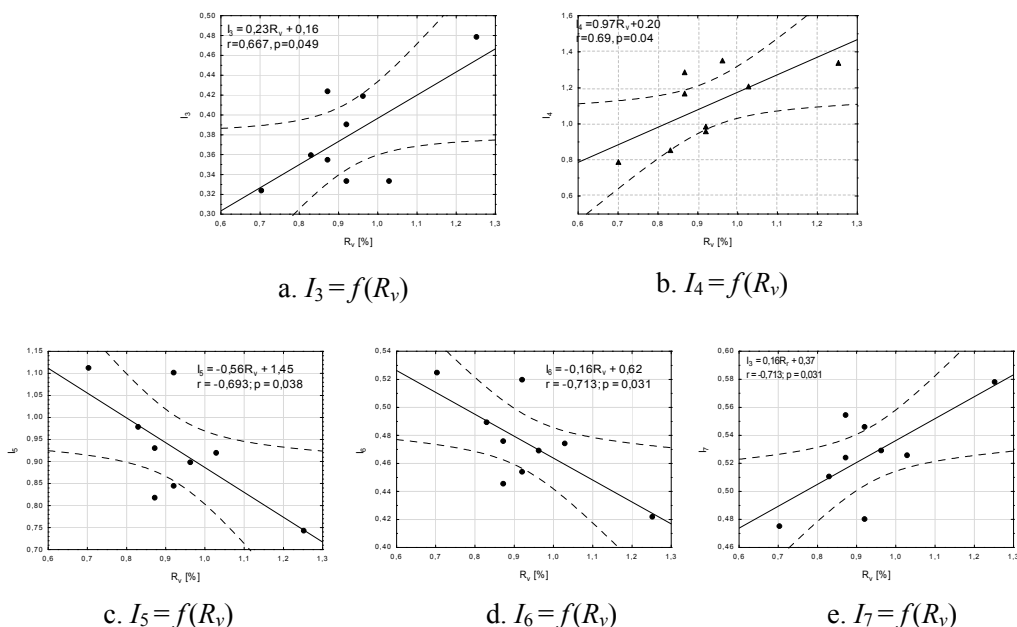 I3 = 0,23Rv + 0,16
r=0,667, p=0,049
0,50
0,48
0,46
0,44
0,42
0,40
0,38
0,36
0,34
0,32
0,30
I3
0,6 0,7 0,8 0,9 1,0 1,1 1,2 1,3
Rv [%]
a. I3 = f(Rv)
I4=0.97Rv+0.20
r=0.69, p=0.04
1,6
1,4
1,2
1,0
0,8
0,6
I4
0,6 0,7 0,8 0,9 1,0 1,1 1,2 1,3
Rv [%]
b. I4 = f(Rv)
I5 = -0,56Rv + 1,45
r = -0,693; p = 0,038
1,15
1,10
1,05
1,00
0,95
0,90
0,85
0,80
0,75
0,70
I5
0,6 0,7 0,8 0,9 1,0 1,1 1,2 1,3
Rv [%]
c. I5 = f(Rv)
I6 = -0,16Rv + 0,62
r = -0,713; p = 0,031
0,54
0,52
0,50
0,48
0,46
0,44
0,42
0,40
I6
0,6 0,7 0,8 0,9 1,0 1,1 1,2 1,3
Rv [%]
d. I6 = f(Rv)
I3 = 0,16Rr + 0,37
r = -0,713; p = 0,031
0,60
0,58
0,56
0,54
0,52
0,50
0,48
0,46
I7
0,6 0,7 0,8 0,9 1,0 1,1 1,2 1,3
Rv [%]
e. I7 = f(Rv)